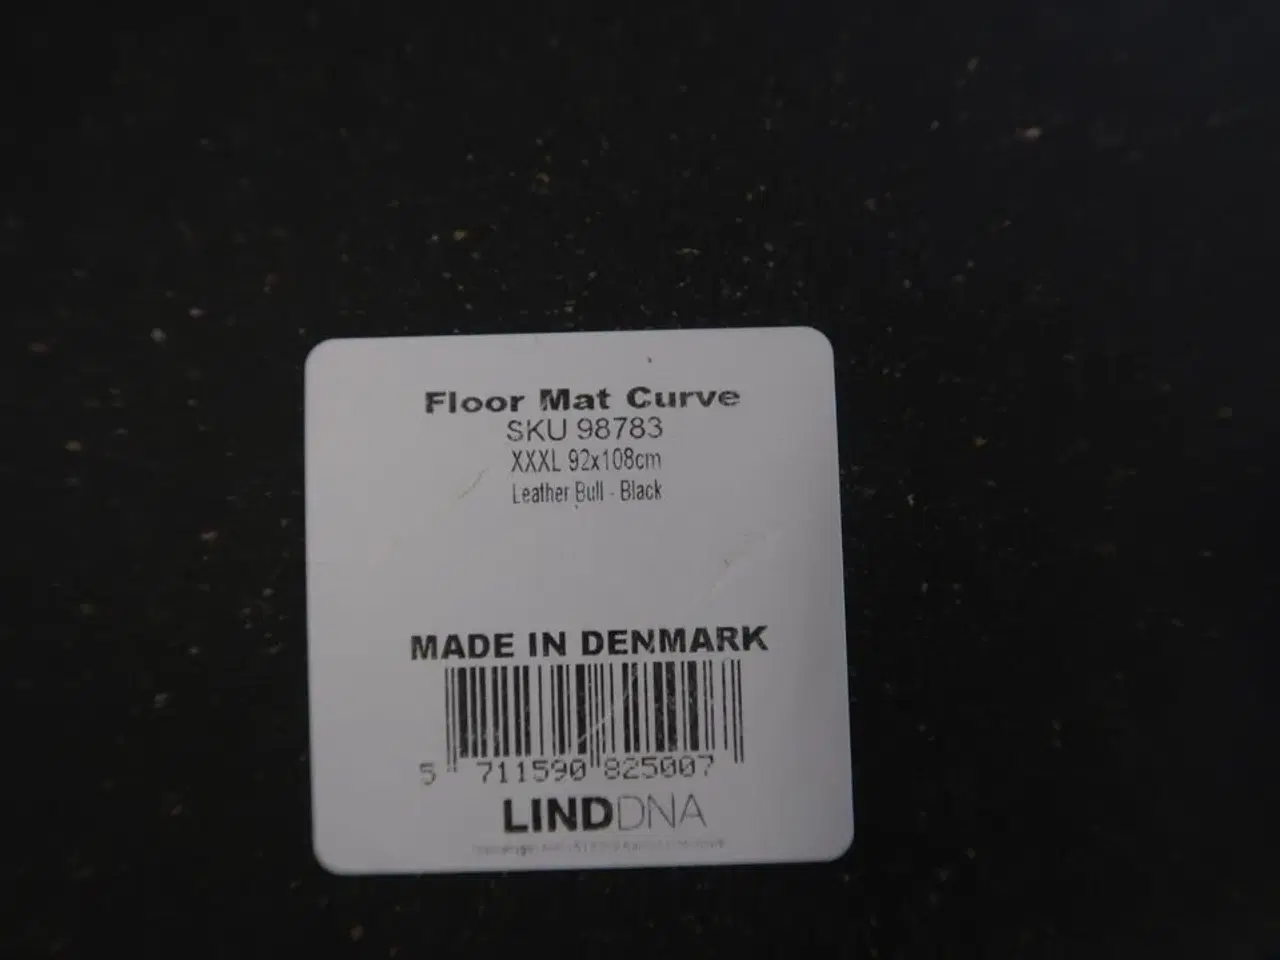 Floor Mat Curve
SKU 98783
XXXL 92x108cm
Leather Bull - Black
MADE IN DENMARK
5 711590 825007
LINDDNA